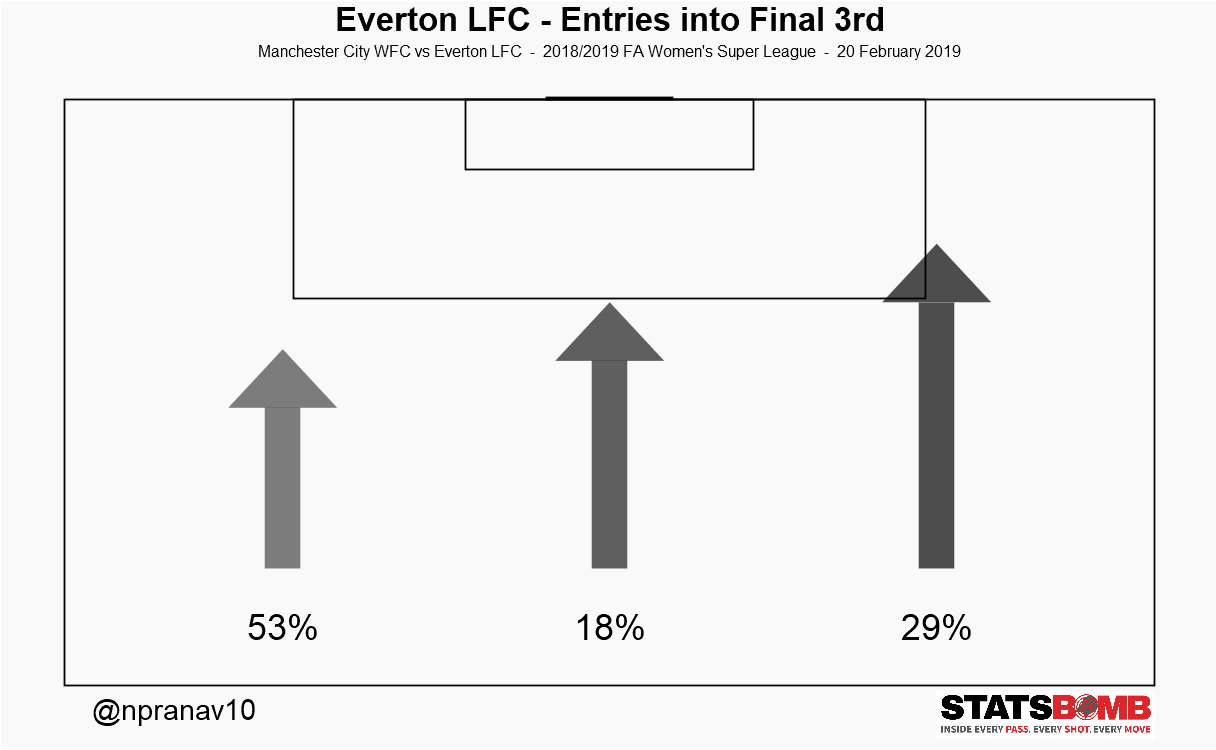 Everton LFC - Entries into Final 3rd
Manchester City WFC vs Everton LFC - 2018/2019 FA Women's Super League - 20 February 2019
53% 18% 29%
@npranav10
STATSBOMB
INSIDE EVERY PASS. EVERY SHOT. EVERY MOVE